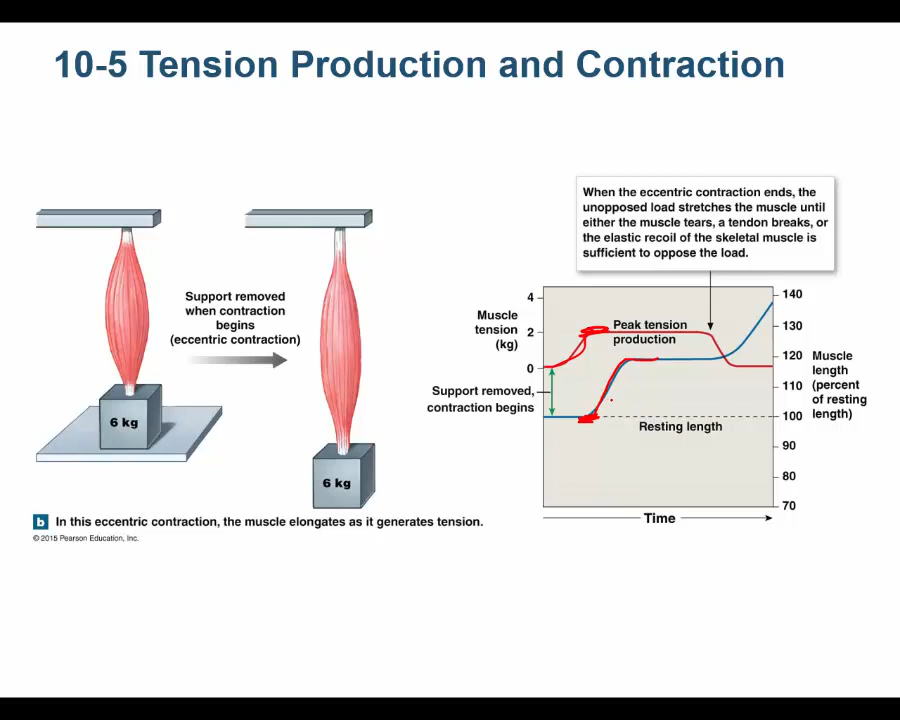 10-5 Tension Production and Contraction
Support removed
when contraction
begins
(eccentric contraction)
6 kg
6 kg
b In this eccentric contraction, the muscle elongates as it generates tension.
© 2015 Pearson Education, Inc.
When the eccentric contraction ends, the
unopposed load stretches the muscle until
either the muscle tears, a tendon breaks, or
the elastic recoil of the skeletal muscle is
sufficient to oppose the load.
Muscle
tension
(kg)
4
2
0
Support removed,
contraction begins
Peak tension
production
Resting length
140
130
120
110
100
90
80
70
Muscle
length
(percent
of resting
length)
Time